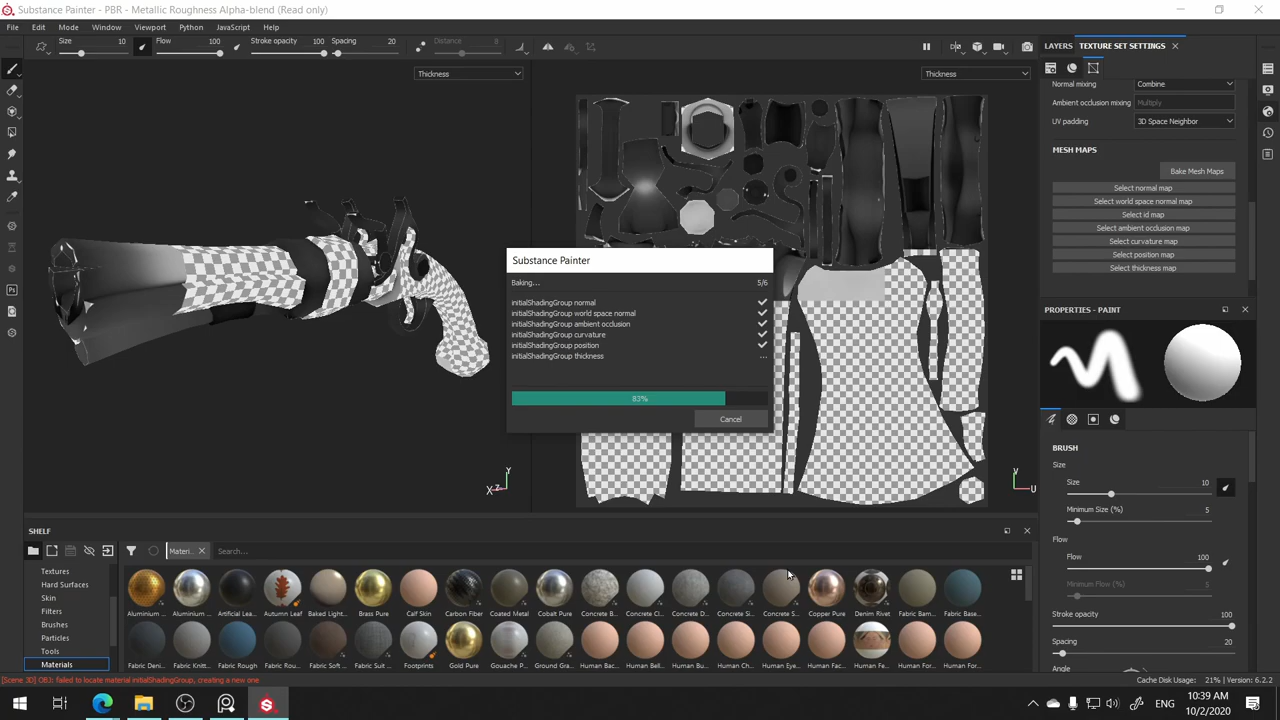 Substance Painter - PBR - Metallic Roughness Alpha-blend (Read only)
File Edit Mode Window Viewport Python JavaScript Help
Size 10 Flow 100 Stroke opacity 100 Spacing 20 Distance 8
LAYERS TEXTURE SET SETTINGS
Thickness
Thickness
Normal mixing Combine
Ambient occlusion mixing Multiply
UV padding 3D Space Neighbor
MESH MAPS
Bake Mesh Maps
Select normal map
Select world space normal map
Select id map
Select ambient occlusion map
Select curvature map
Select position map
Select thickness map
Substance Painter
Baking... 5/6
initialShadingGroup normal
initialShadingGroup world space normal
initialShadingGroup ambient occlusion
initialShadingGroup curvature
initialShadingGroup position
initialShadingGroup thickness ...
83%
Cancel
Y
X Z
V
U
PROPERTIES - PAINT
BRUSH
Size
Size 10
Minimum Size (%) 5
Flow
Flow 100
Minimum Flow (%) 5
Stroke opacity 100
Spacing 20
Angle
SHELF
Materi... Search...
Textures
Hard Surfaces
Skin
Filters
Brushes
Particles
Tools
Materials
Aluminium ... Aluminium ... Artificial Lea... Autumn Leaf Baked Light... Brass Pure Calf Skin Carbon Fiber Coated Metal Cobalt Pure Concrete B... Concrete Cl... Concrete D... Concrete Si... Concrete S... Copper Pure Denim Rivet Fabric Bam... Fabric Base...
Fabric Deni... Fabric Knitt... Fabric Rough Fabric Rou... Fabric Soft ... Fabric Suit ... Footprints Gold Pure Gouache P... Ground Gra... Human Bac... Human Bell... Human Bu... Human Ch... Human Eye... Human Fac... Human Fe... Human For... Human For...
[Scene 3D] OBJ: failed to locate material initialShadingGroup, creating a new one.
Cache Disk Usage: 21% | Version: 6.2.2
ENG
10:39 AM
10/2/2020